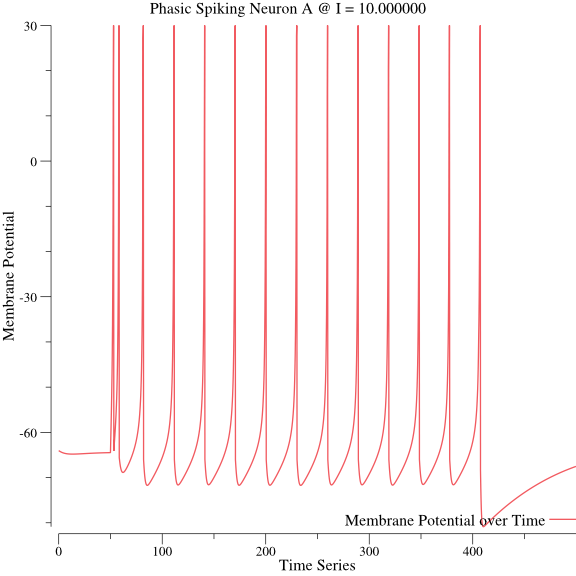 Phasic Spiking Neuron A @ I = 10.000000
30
0
-30
-60
Membrane Potential
Membrane Potential over Time
0
100
200
300
400
Time Series